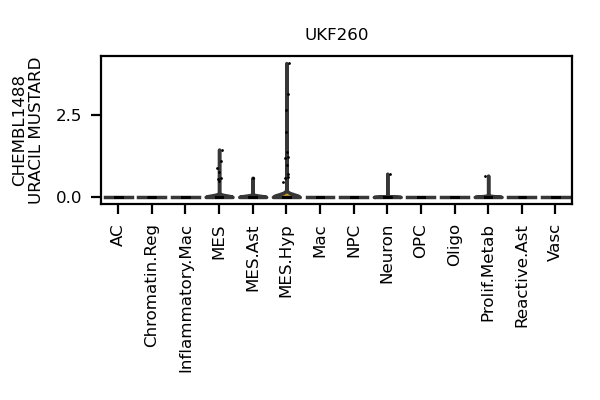 UKF260
CHEMBL1488
URACIL MUSTARD
2.5
0.0
AC
Chromatin.Reg
Inflammatory.Mac
MES
MES.Ast
MES.Hyp
Mac
NPC
Neuron
OPC
Oligo
Prolif.Metab
Reactive.Ast
Vasc